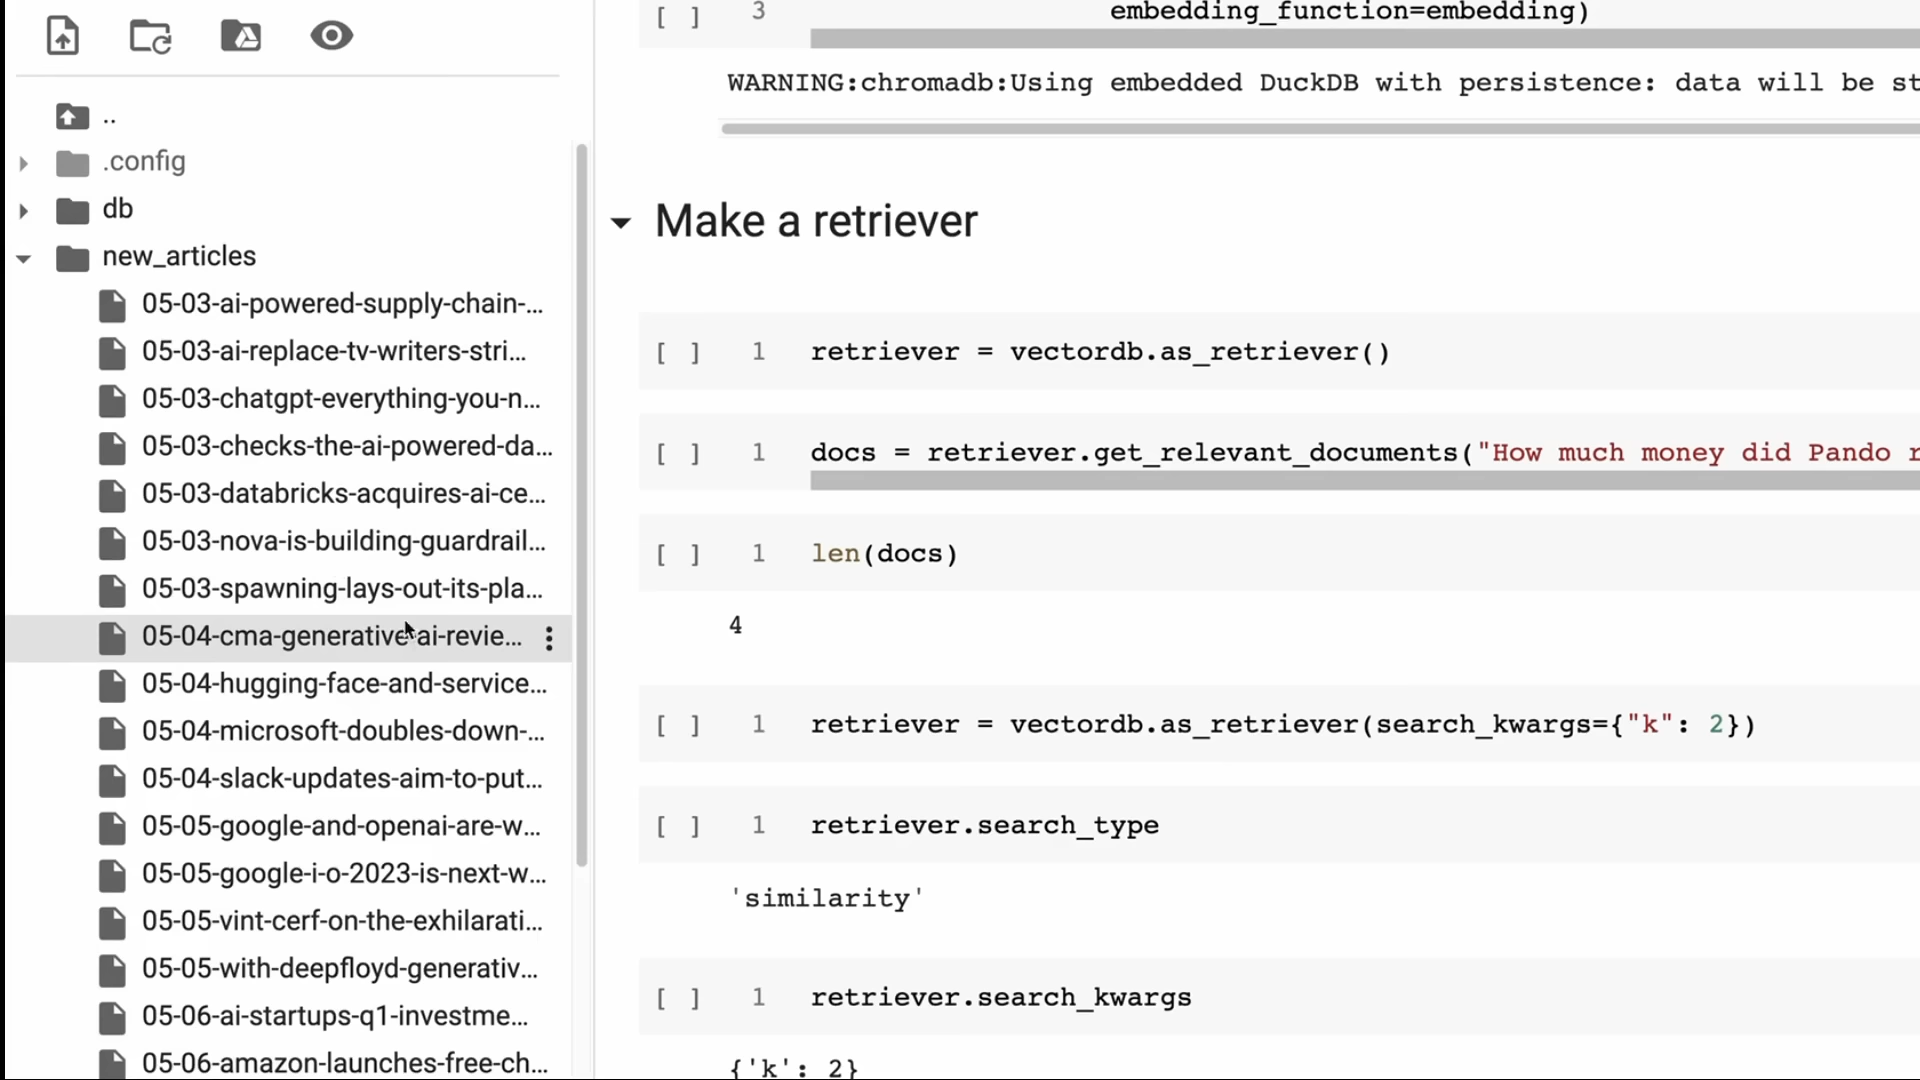 ..
.config
db
new_articles
05-03-ai-powered-supply-chain-...
05-03-ai-replace-tv-writers-stri...
05-03-chatgpt-everything-you-n...
05-03-checks-the-ai-powered-da...
05-03-databricks-acquires-ai-ce...
05-03-nova-is-building-guardrail...
05-03-spawning-lays-out-its-pla...
05-04-cma-generative-ai-revie...
05-04-hugging-face-and-service...
05-04-microsoft-doubles-down-...
05-04-slack-updates-aim-to-put...
05-05-google-and-openai-are-w...
05-05-google-i-o-2023-is-next-w...
05-05-vint-cerf-on-the-exhilarati...
05-05-with-deepfloyd-generativ...
05-06-ai-startups-q1-investme...
05-06-amazon-launches-free-ch...
[ ] 3 embedding_function=embedding)
WARNING:chromadb:Using embedded DuckDB with persistence: data will be st
Make a retriever
[ ] 1 retriever = vectordb.as_retriever()
[ ] 1 docs = retriever.get_relevant_documents("How much money did Pando r
[ ] 1 len(docs)
4
[ ] 1 retriever = vectordb.as_retriever(search_kwargs={"k": 2})
[ ] 1 retriever.search_type
'similarity'
[ ] 1 retriever.search_kwargs
{'k': 2}